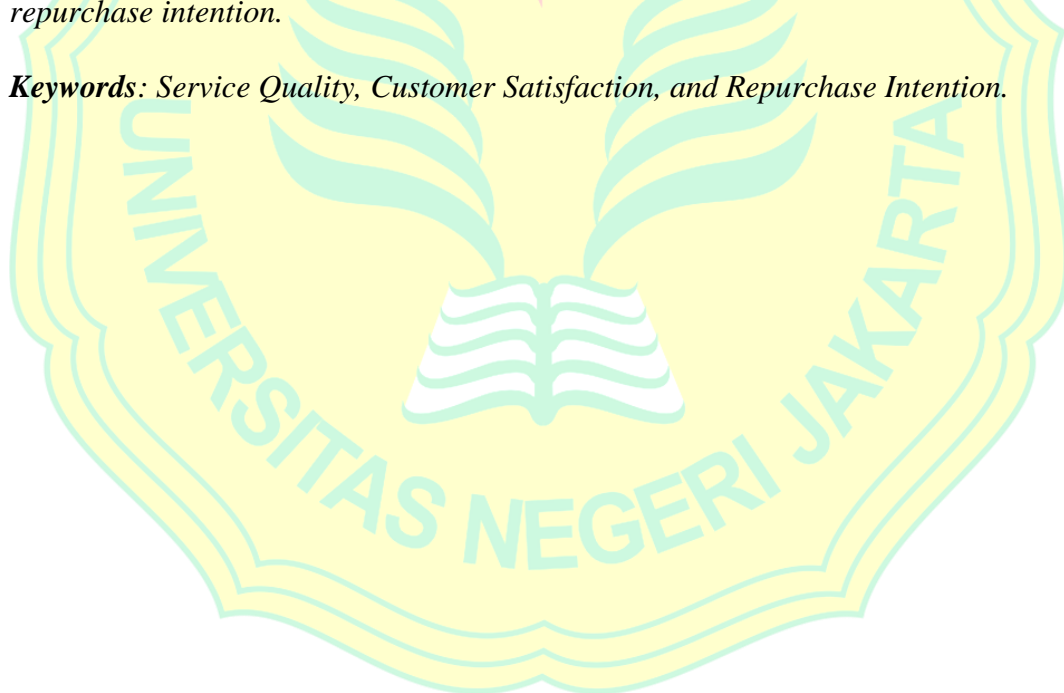 repurchase intention.
Keywords: Service Quality, Customer Satisfaction, and Repurchase Intention.
UNIVERSITAS NEGERI JAKARTA